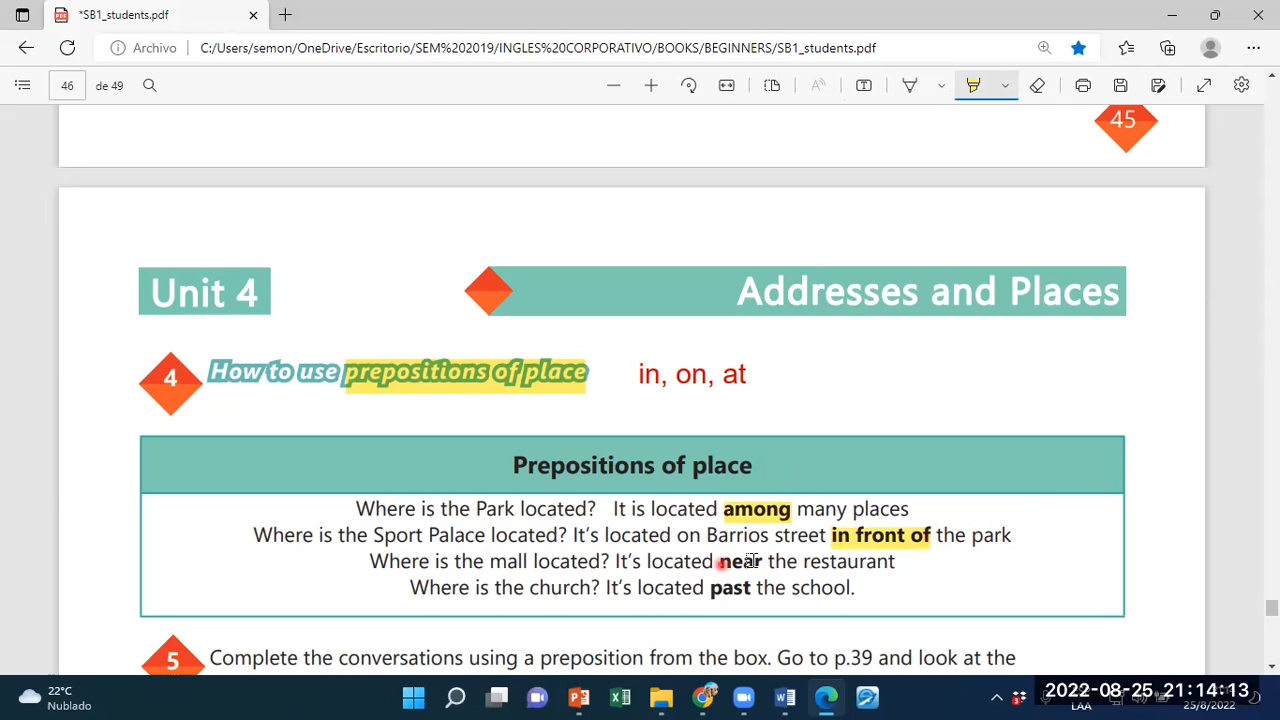 *SB1_students.pdf
Archivo
C:/Users/semon/OneDrive/Escritorio/SEM%202019/INGLES%20CORPORATIVO/BOOKS/BEGINNERS/SB1_students.pdf
46 de 49
45
Unit 4
Addresses and Places
4 How to use prepositions of place in, on, at
Prepositions of place
Where is the Park located? It is located among many places
Where is the Sport Palace located? It's located on Barrios street in front of the park
Where is the mall located? It's located near the restaurant
Where is the church? It's located past the school.
5 Complete the conversations using a preposition from the box. Go to p.39 and look at the
22°C
Nublado
2022-08-25 21:14:13
LAA
25/8/2022